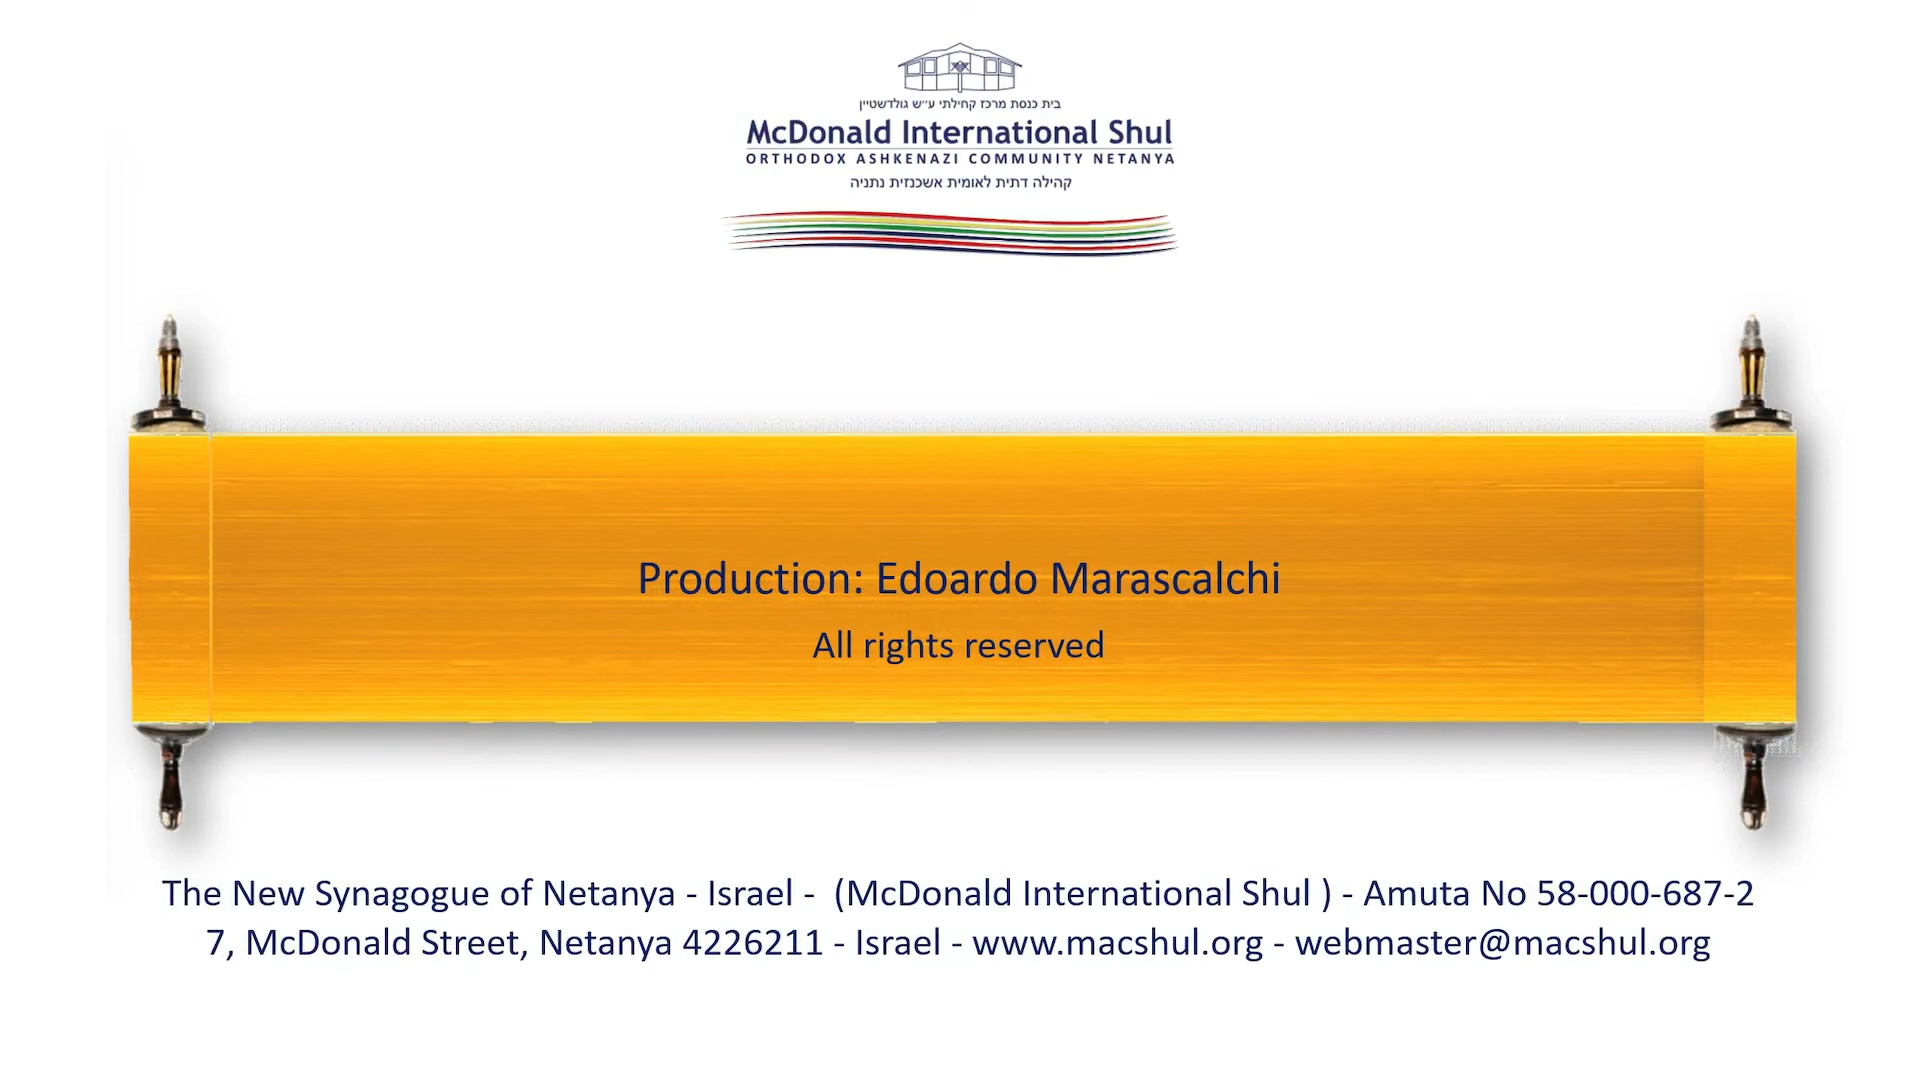 בית כנסת מרכז קהילתי ע״ש גולדשטיין
McDonald International Shul
ORTHODOX ASHKENAZI COMMUNITY NETANYA
קהילה דתית לאומית אשכנזית נתניה
Production: Edoardo Marascalchi
All rights reserved
The New Synagogue of Netanya - Israel -  (McDonald International Shul ) - Amuta No 58-000-687-2
7, McDonald Street, Netanya 4226211 - Israel - www.macshul.org - webmaster@macshul.org